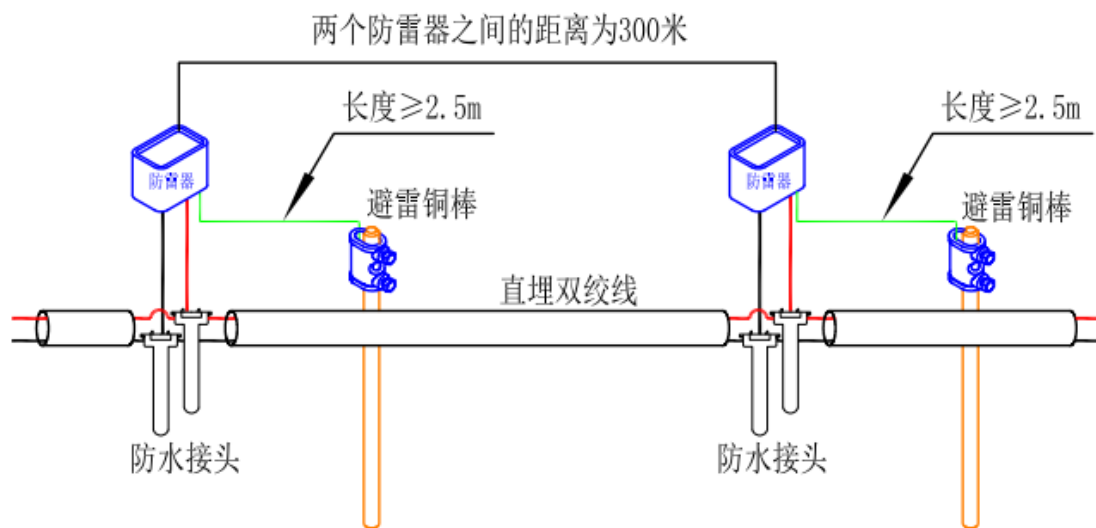 两个防雷器之间的距离为300米
长度≥2.5m
长度≥2.5m
防雷器
防雷器
避雷铜棒
避雷铜棒
直埋双绞线
防水接头
防水接头